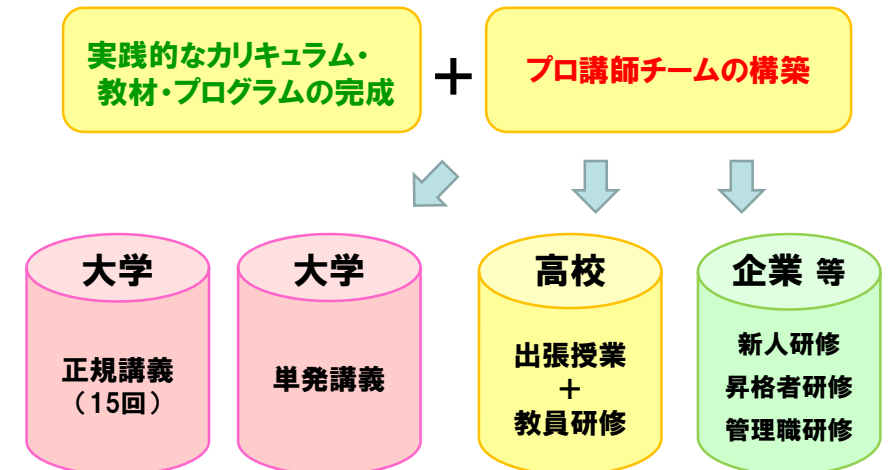 実践的なカリキュラム・
教材・プログラムの完成
+
プロ講師チームの構築
大学
正規講義
（15回）
大学
単発講義
高校
出張授業
+
教員研修
企業 等
新人研修
昇格者研修
管理職研修